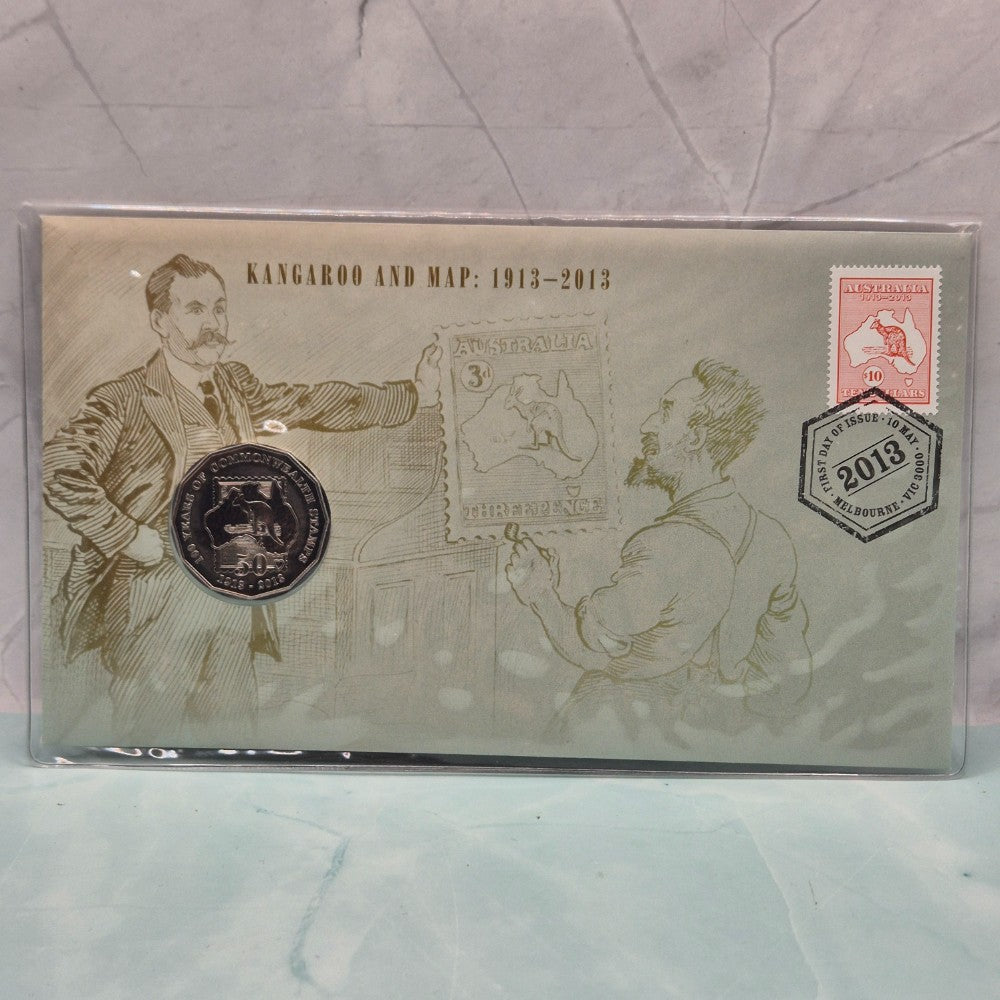 KANGAROO AND MAP: 1913–2013
AUSTRALIA
1913–2013
$10
TEN DOLLARS
FIRST DAY OF ISSUE · 10 MAY
2013
MELBOURNE · VIC 3000
AUSTRALIA
3d
THREEPENCE
100 YEARS OF COMMONWEALTH STAMPS
50
1913 - 2013